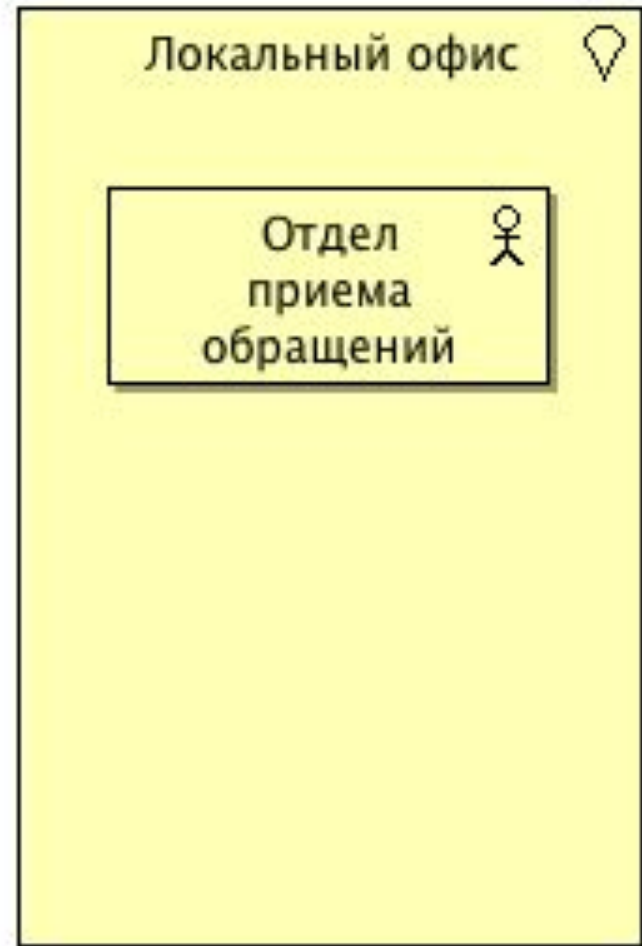 Локальный офис
Отдел
приема
обращений